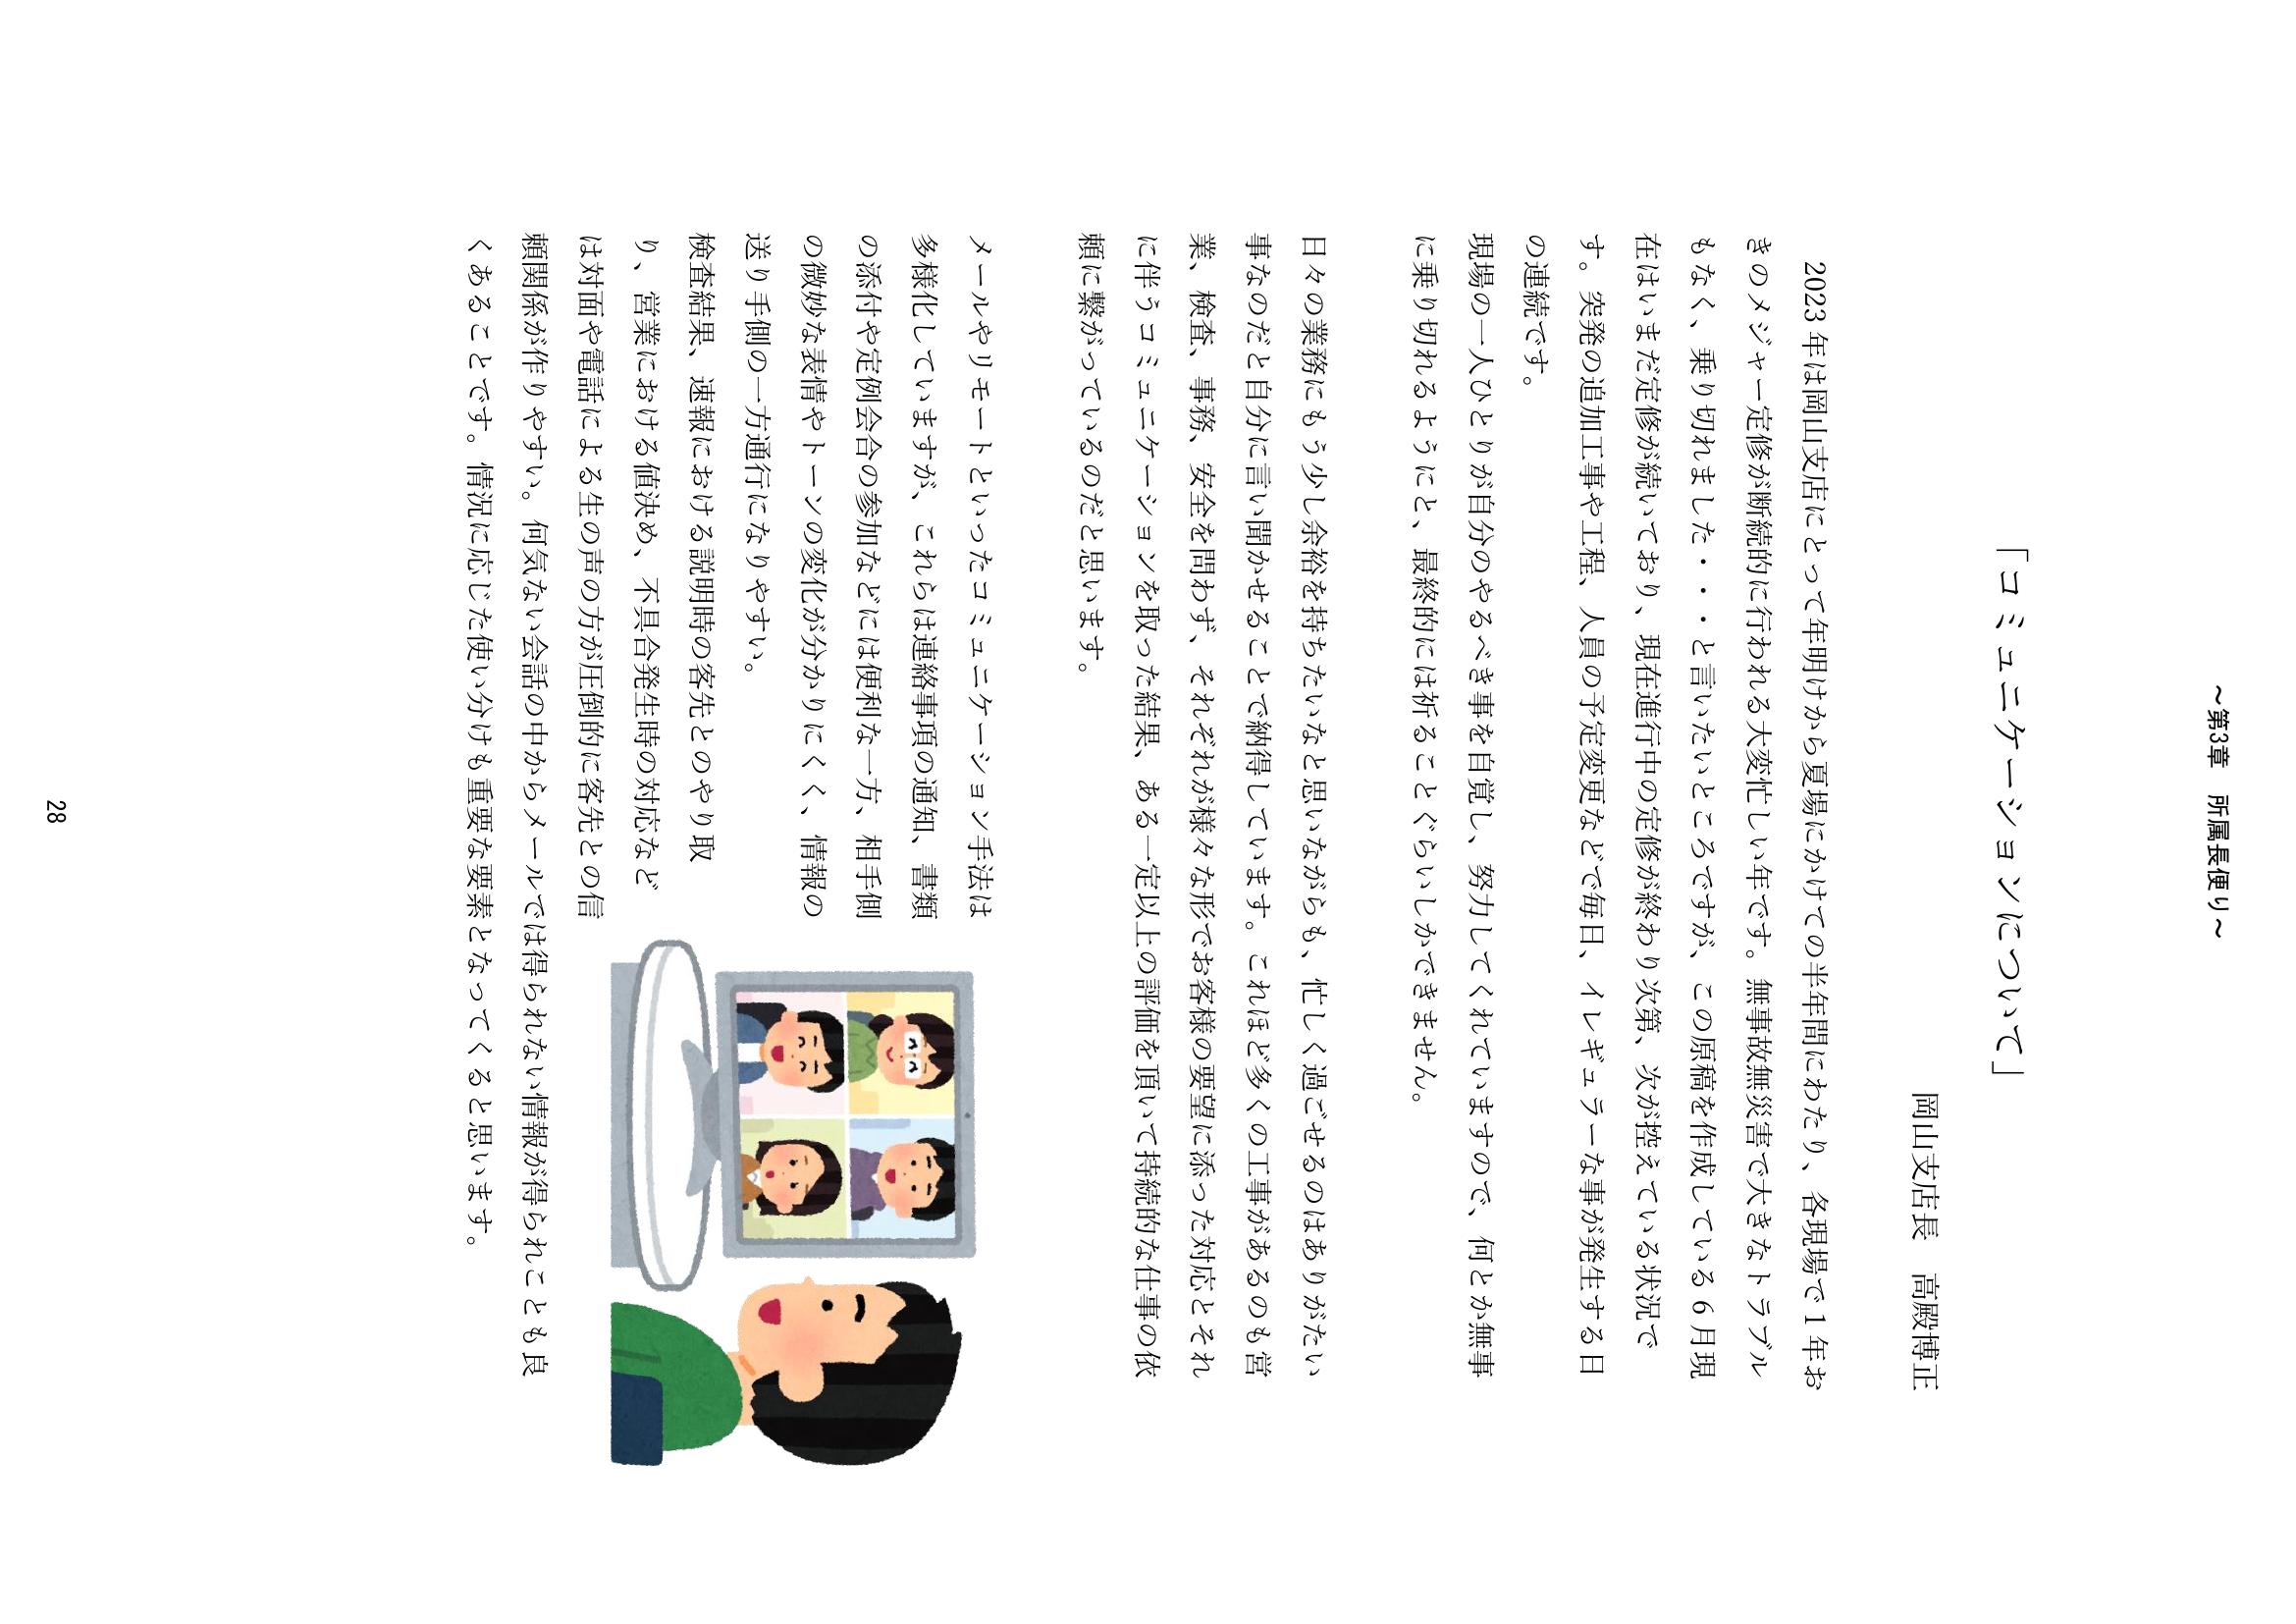 ～第3章　所属長便り～
「コミュニケーションについて」
岡山支店長　高殿博正
2023 年は岡山支店にとって年明けから夏場にかけての半年間にわたり、各現場で 1 年お
きのメジャー定修が断続的に行われる大変忙しい年です。無事故無災害で大きなトラブル
もなく、乗り切れました・・・と言いたいところですが、この原稿を作成している 6 月現
在はいまだ定修が続いており、現在進行中の定修が終わり次第、次が控えている状況で
す。突発の追加工事や工程、人員の予定変更などで毎日、イレギュラーな事が発生する日
の連続です。
現場の一人ひとりが自分のやるべき事を自覚し、努力してくれていますので、何とか無事
に乗り切れるようにと、最終的には祈ることぐらいしかできません。
日々の業務にもう少し余裕を持ちたいなと思いながらも、忙しく過ごせるのはありがたい
事なのだと自分に言い聞かせることで納得しています。これほど多くの工事があるのも営
業、検査、事務、安全を問わず、それぞれが様々な形でお客様の要望に添った対応とそれ
に伴うコミュニケーションを取った結果、ある一定以上の評価を頂いて持続的な仕事の依
頼に繋がっているのだと思います。
メールやリモートといったコミュニケーション手法は
多様化していますが、これらは連絡事項の通知、書類
の添付や定例会合の参加などには便利な一方、相手側
の微妙な表情やトーンの変化が分かりにくく、情報の
送り手側の一方通行になりやすい。
検査結果、速報における説明時の客先とのやり取
り、営業における値決め、不具合発生時の対応など
は対面や電話による生の声の方が圧倒的に客先との信
頼関係が作りやすい。何気ない会話の中からメールでは得られない情報が得られことも良
くあることです。情況に応じた使い分けも重要な要素となってくると思います。
28